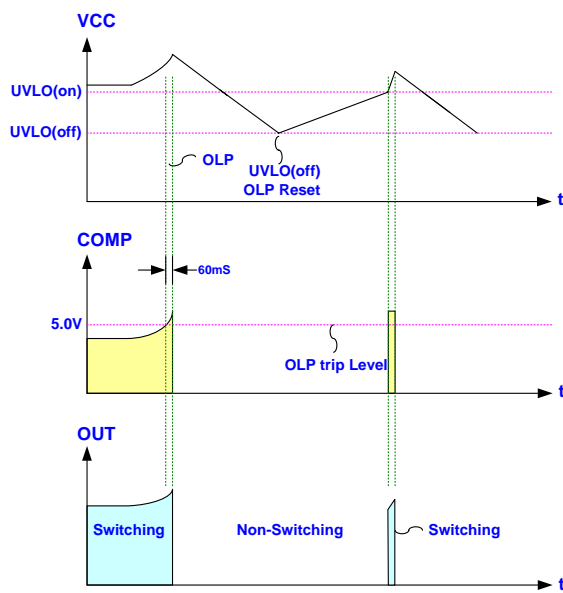 VCC
UVLO(on)
UVLO(off)
OLP
UVLO(off)
OLP Reset
t
COMP
60mS
5.0V
OLP trip Level
t
OUT
Switching
Non-Switching
Switching
t